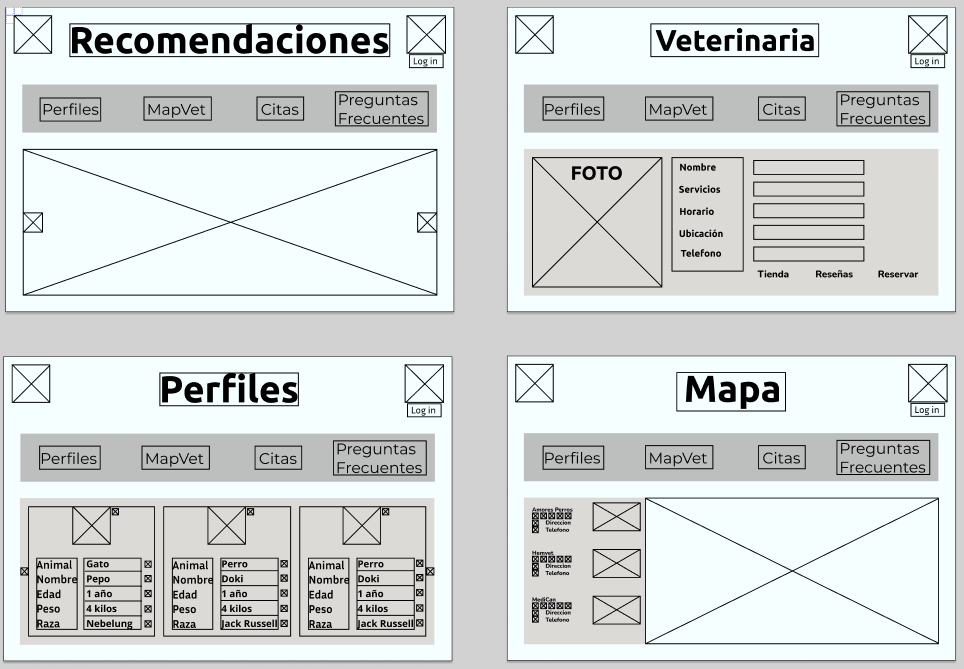 Recomendaciones
Log in
Perfiles
MapVet
Citas
Preguntas
Frecuentes
Veterinaria
Log in
Perfiles
MapVet
Citas
Preguntas
Frecuentes
FOTO
Nombre
Servicios
Horario
Ubicación
Telefono
Tienda
Reseñas
Reservar
Perfiles
Log in
Perfiles
MapVet
Citas
Preguntas
Frecuentes
Animal Gato
Nombre Pepo
Edad 1 año
Peso 4 kilos
Raza Nebelung
Animal Perro
Nombre Doki
Edad 1 año
Peso 4 kilos
Raza Jack Russell
Animal Perro
Nombre Doki
Edad 1 año
Peso 4 kilos
Raza Jack Russell
Mapa
Log in
Perfiles
MapVet
Citas
Preguntas
Frecuentes
Amores Perros
Direccion
Telefono
Hemvet
Direccion
Telefono
MediCan
Direccion
Telefono